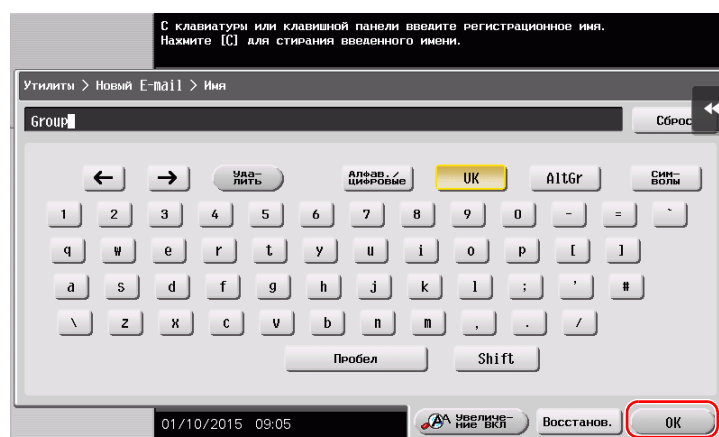 С клавиатуры или клавишной панели введите регистрационное имя.
Нажмите [C] для стирания введенного имени.
Утилиты > Новый E-mail > Имя
Group
Сброс
← → Уда-
лить
Алфав./
цифровые
UK AltGr Сим-
волы
1 2 3 4 5 6 7 8 9 0 - = `
q w e r t y u i o p [ ]
a s d f g h j k l ; ' #
\ z x c v b n m , . /
Пробел Shift
01/10/2015 09:05
Увеличе-
ние ВКЛ
Восстанов. OK